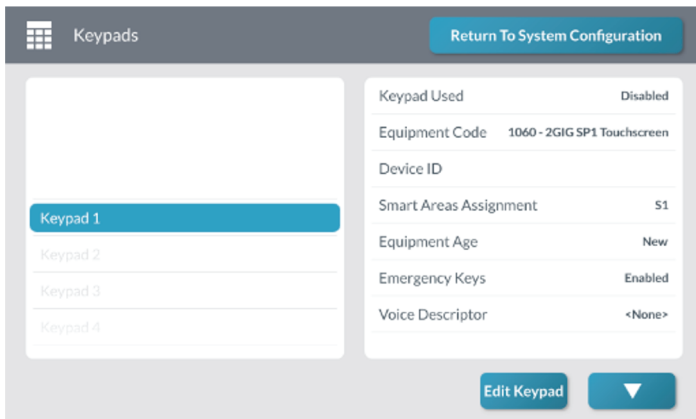 Keypads
Return To System Configuration
Keypad 1
Keypad 2
Keypad 3
Keypad 4
Keypad Used Disabled
Equipment Code 1060 - 2GIG SP1 Touchscreen
Device ID
Smart Areas Assignment S1
Equipment Age New
Emergency Keys Enabled
Voice Descriptor <None>
Edit Keypad